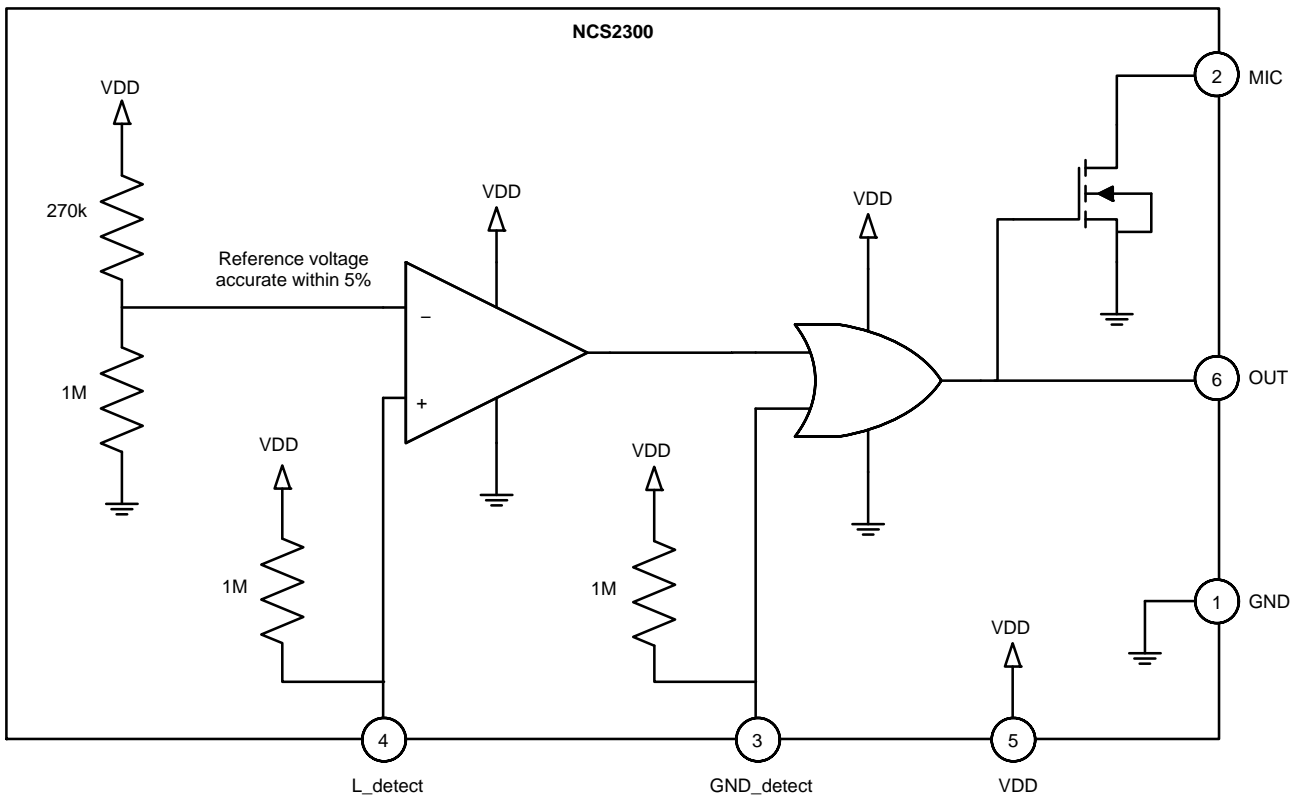 NCS2300
VDD
270k
1M
Reference voltage
accurate within 5%
VDD
−
+
VDD
1M
VDD
VDD
1M
2 MIC
6 OUT
1 GND
VDD
4
L_detect
3
GND_detect
5
VDD